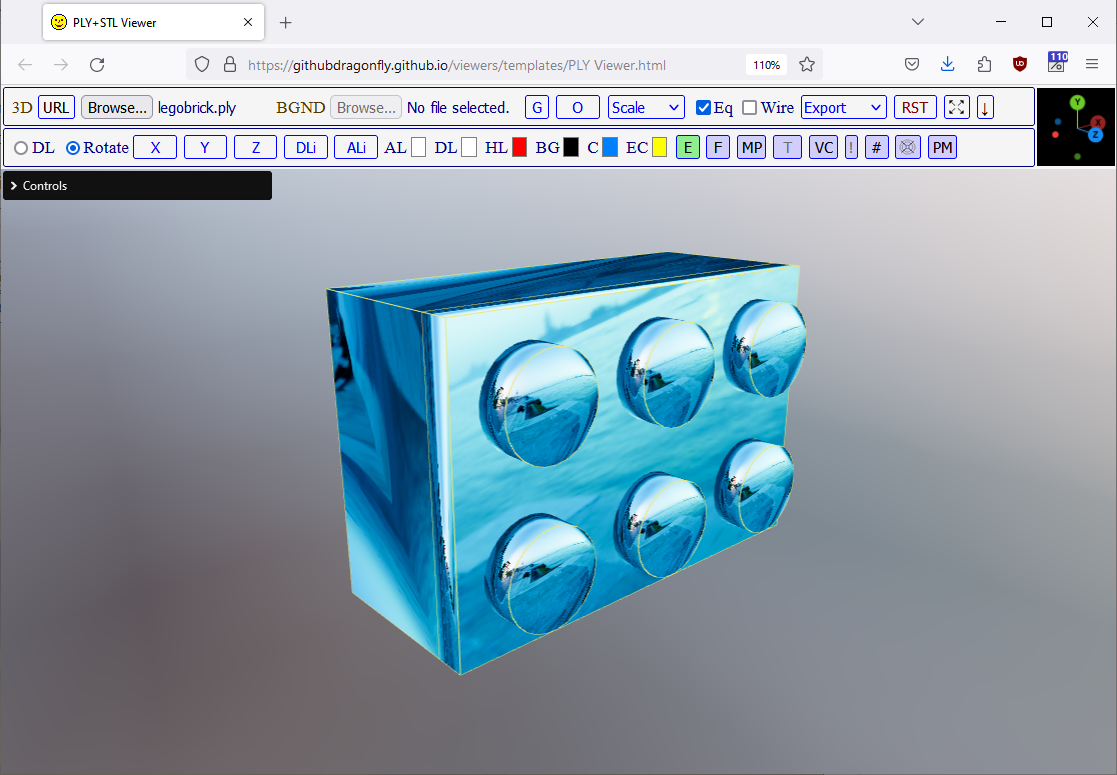 PLY+STL Viewer
https://githubdragonfly.github.io/viewers/templates/PLY Viewer.html 110% 110
3D URL Browse... legobrick.ply BGND Browse... No file selected. G O Scale Eq Wire Export RST ↓
DL Rotate X Y Z DLi ALi AL DL HL BG C EC E F MP T VC ! # PM
Y X Z
Controls